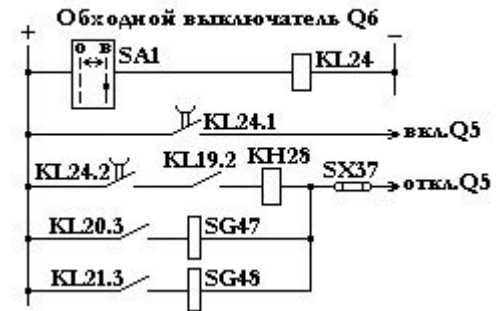 Обходной выключатель Q6
+ −
О В SA1 KL24
KL24.1 вкл.Q5
KL24.2 KL19.2 KH28 SX37 откл.Q5
KL20.3 SG47
KL21.3 SG48